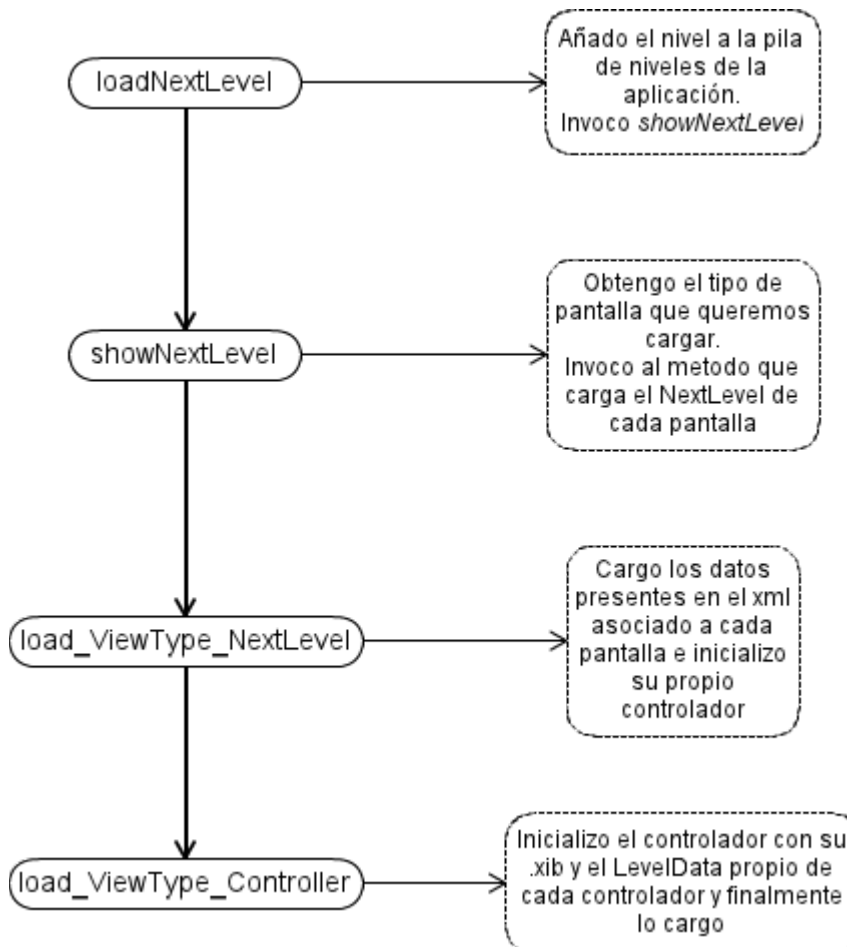 loadNextLevel
Añado el nivel a la pila
de niveles de la
aplicación.
Invoco showNextLevel
showNextLevel
Obtengo el tipo de
pantalla que queremos
cargar.
Invoco al metodo que
carga el NextLevel de
cada pantalla
load_ViewType_NextLevel
Cargo los datos
presentes en el xml
asociado a cada
pantalla e inicializo
su propio
controlador
load_ViewType_Controller
Inicializo el controlador con su
.xib y el LevelData propio de
cada controlador y finalmente
lo cargo